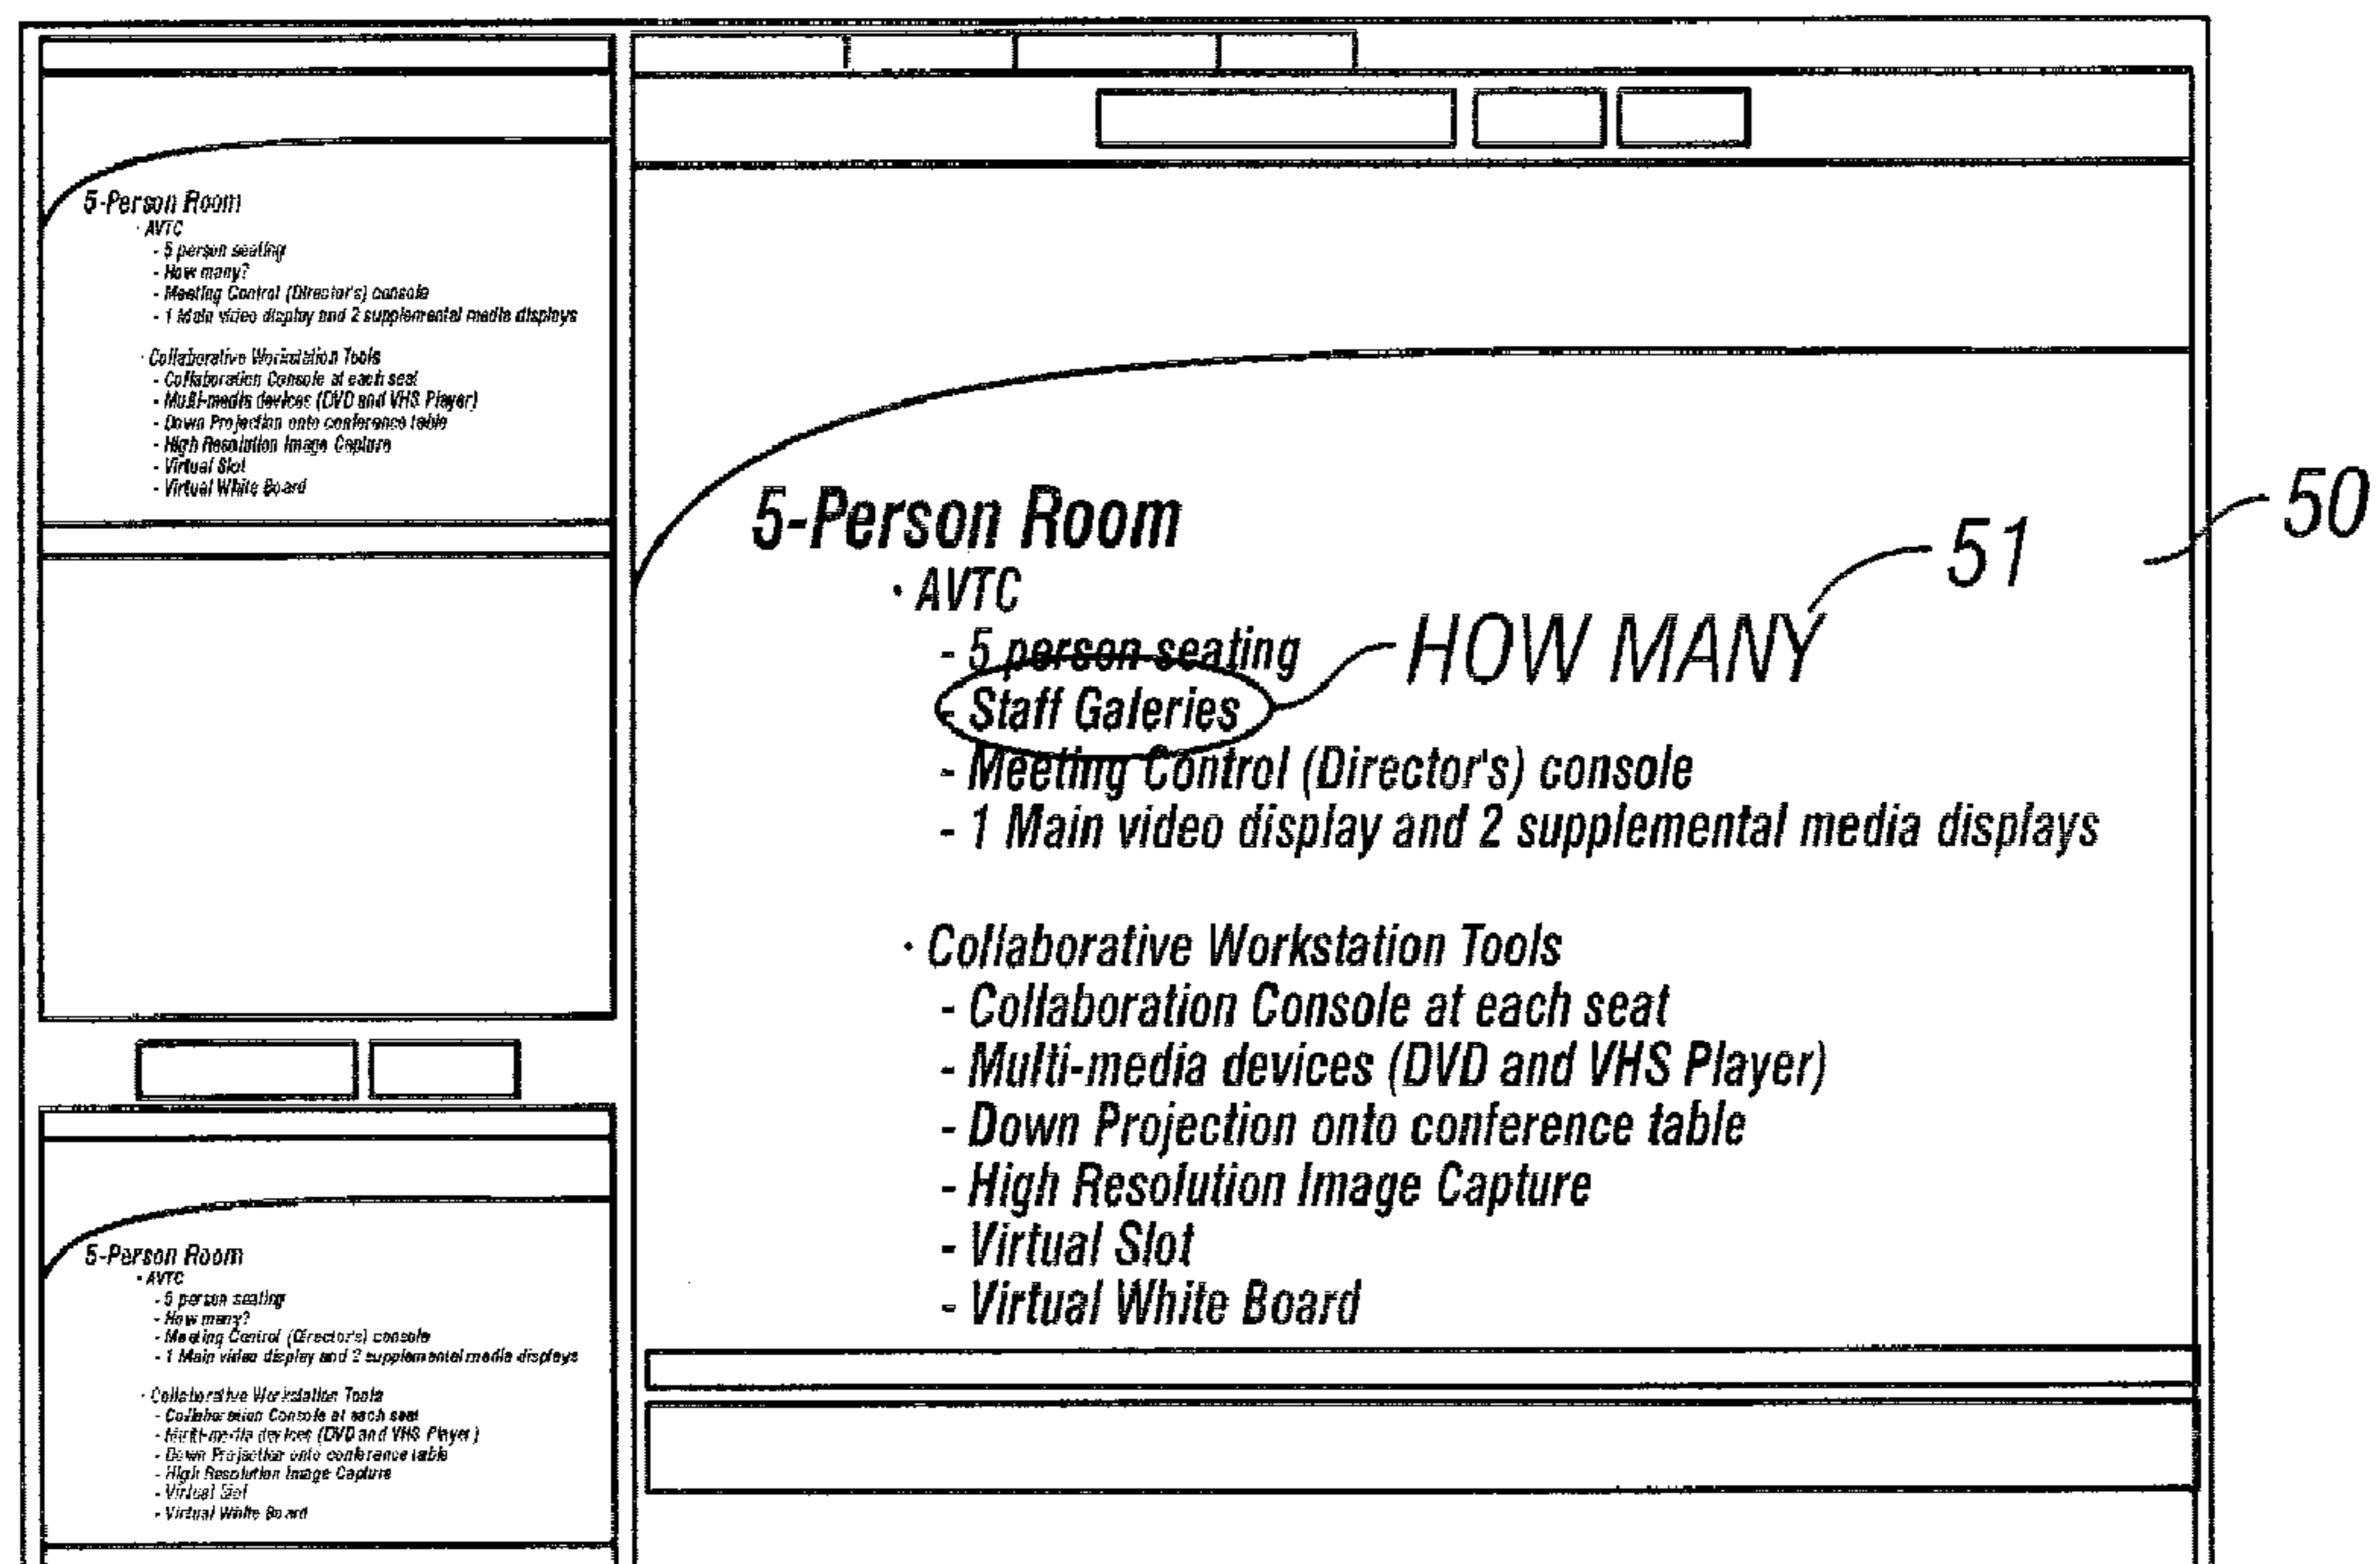 5-Person Room
· AVTC
- 5 person seating
- How many?
- Meeting Control (Director's) console
- 1 Main video display and 2 supplemental media displays
· Collaborative Workstation Tools
- Collaboration Console at each seat
- Multi-media devices (DVD and VHS Player)
- Down Projection onto conference table
- High Resolution Image Capture
- Virtual Slot
- Virtual White Board
5-Person Room
· AVTC
- 5 person seating
- How many?
- Meeting Control (Director's) console
- 1 Main video display and 2 supplemental media displays
· Collaborative Workstation Tools
- Collaboration Console at each seat
- Multi-media devices (DVD and VHS Player)
- Down Projection onto conference table
- High Resolution Image Capture
- Virtual Slot
- Virtual White Board
5-Person Room
· AVTC
- 5 person seating
- Staff Galeries
HOW MANY
51
50
- Meeting Control (Director's) console
- 1 Main video display and 2 supplemental media displays
· Collaborative Workstation Tools
- Collaboration Console at each seat
- Multi-media devices (DVD and VHS Player)
- Down Projection onto conference table
- High Resolution Image Capture
- Virtual Slot
- Virtual White Board